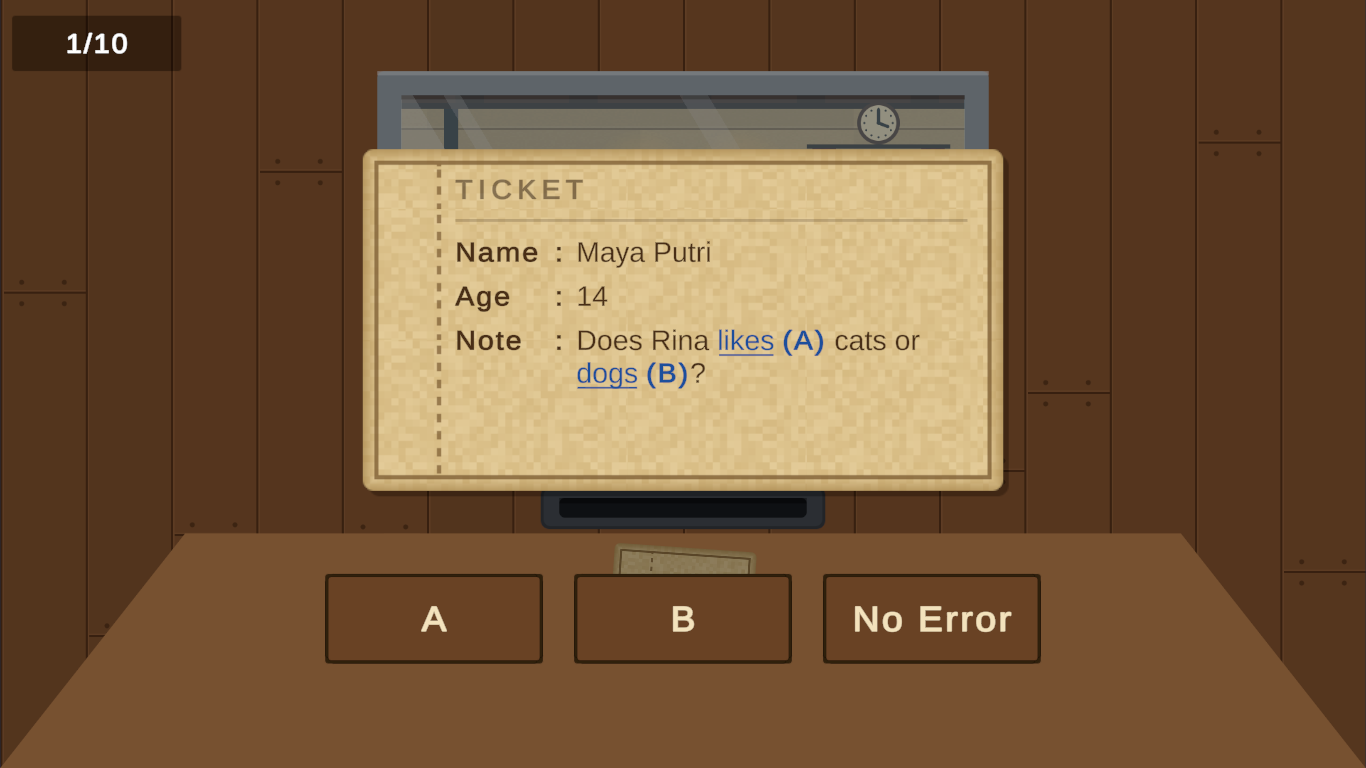 1/10
TICKET
Name : Maya Putri
Age : 14
Note : Does Rina likes (A) cats or
dogs (B)?
A
B
No Error